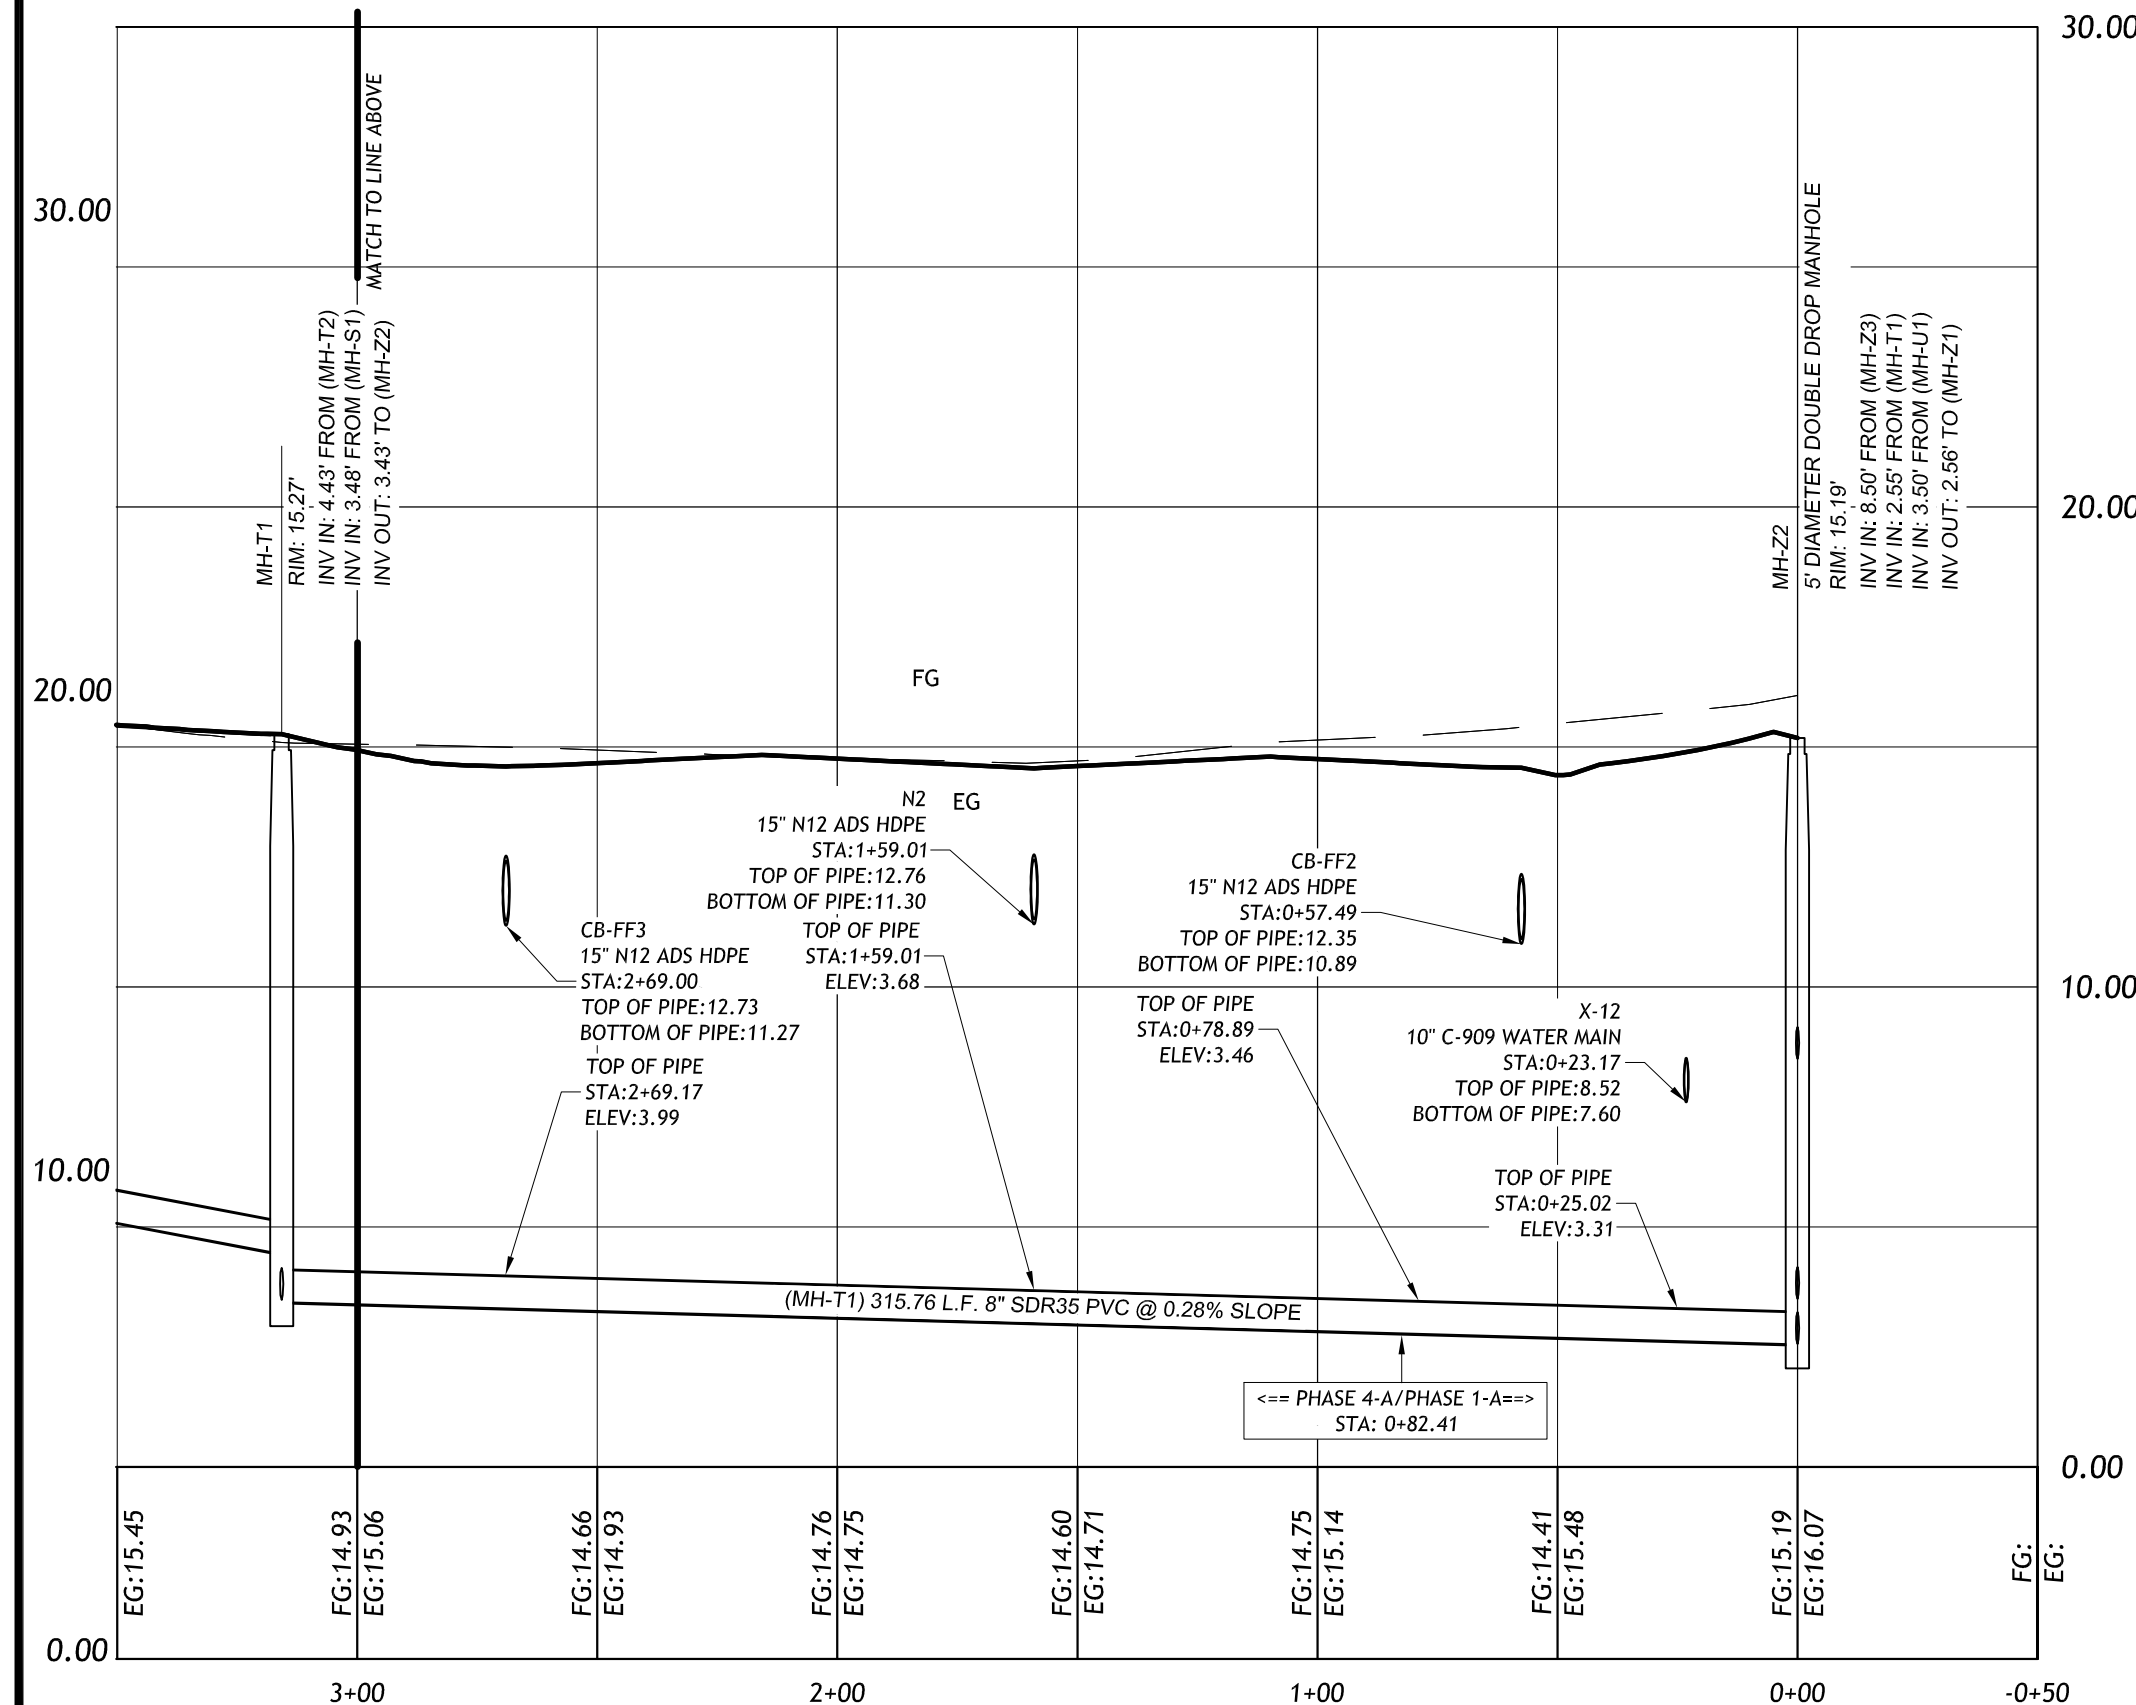 30.00
30.00
MATCH TO LINE ABOVE
MH-T1
RIM: 15.27'
INV IN: 4.43' FROM (MH-T2)
INV IN: 3.48' FROM (MH-S1)
INV OUT: 3.43' TO (MH-Z2)
MH-Z2
5' DIAMETER DOUBLE DROP MANHOLE
RIM: 15.19'
INV IN: 8.50' FROM (MH-Z3)
INV IN: 2.55' FROM (MH-T1)
INV IN: 3.50' FROM (MH-U1)
INV OUT: 2.56' TO (MH-Z1)
20.00
20.00
FG
EG
N2
15" N12 ADS HDPE
STA:1+59.01
TOP OF PIPE:12.76
BOTTOM OF PIPE:11.30
TOP OF PIPE
STA:1+59.01
ELEV:3.68
CB-FF3
15" N12 ADS HDPE
STA:2+69.00
TOP OF PIPE:12.73
BOTTOM OF PIPE:11.27
TOP OF PIPE
STA:2+69.17
ELEV:3.99
CB-FF2
15" N12 ADS HDPE
STA:0+57.49
TOP OF PIPE:12.35
BOTTOM OF PIPE:10.89
TOP OF PIPE
STA:0+78.89
ELEV:3.46
X-12
10" C-909 WATER MAIN
STA:0+23.17
TOP OF PIPE:8.52
BOTTOM OF PIPE:7.60
TOP OF PIPE
STA:0+25.02
ELEV:3.31
10.00
10.00
(MH-T1) 315.76 L.F. 8" SDR35 PVC @ 0.28% SLOPE
<== PHASE 4-A/PHASE 1-A==>
STA: 0+82.41
0.00
0.00
EG:15.45
FG:14.93
EG:15.06
FG:14.66
EG:14.93
FG:14.76
EG:14.75
FG:14.60
EG:14.71
FG:14.75
EG:15.14
FG:14.41
EG:15.48
FG:15.19
EG:16.07
FG:
EG:
3+00
2+00
1+00
0+00
-0+50